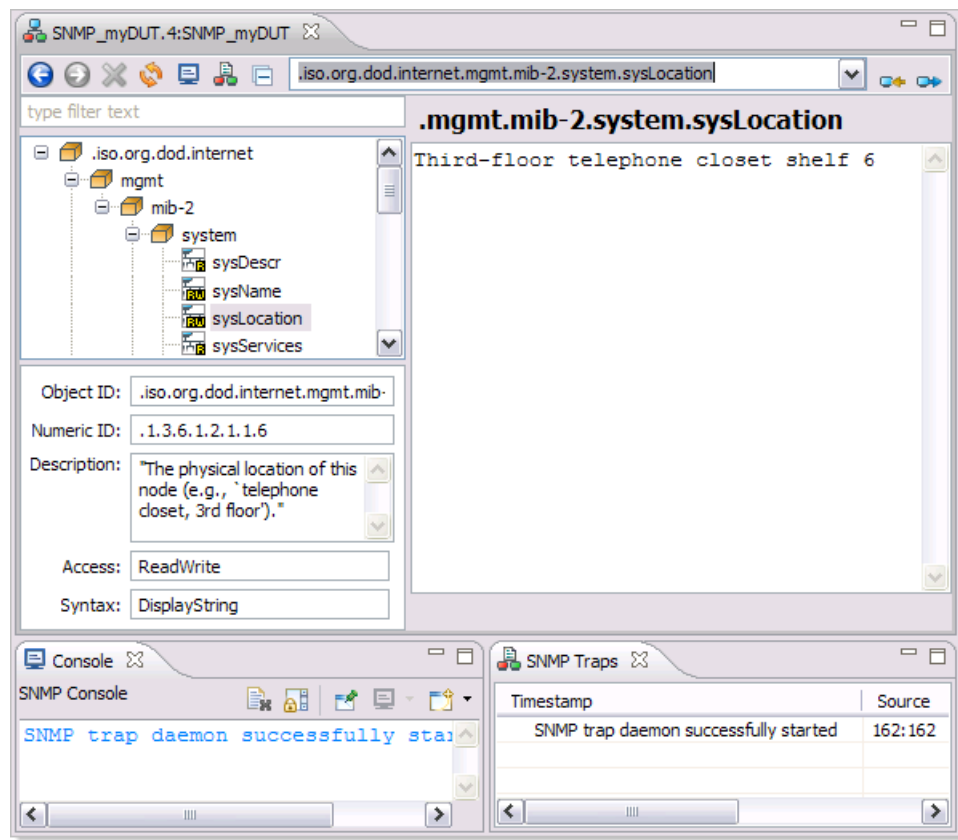 SNMP_myDUT.4:SNMP_myDUT
.iso.org.dod.internet.mgmt.mib-2.system.sysLocation
type filter text
.iso.org.dod.internet
mgmt
mib-2
system
sysDescr
sysName
sysLocation
sysServices
.mgmt.mib-2.system.sysLocation
Third-floor telephone closet shelf 6
Object ID: .iso.org.dod.internet.mgmt.mib-
Numeric ID: .1.3.6.1.2.1.1.6
Description: "The physical location of this
node (e.g., `telephone
closet, 3rd floor')."
Access: ReadWrite
Syntax: DisplayString
Console
SNMP Console
SNMP trap daemon successfully
SNMP Traps
Timestamp Source
SNMP trap daemon successfully started 162:162